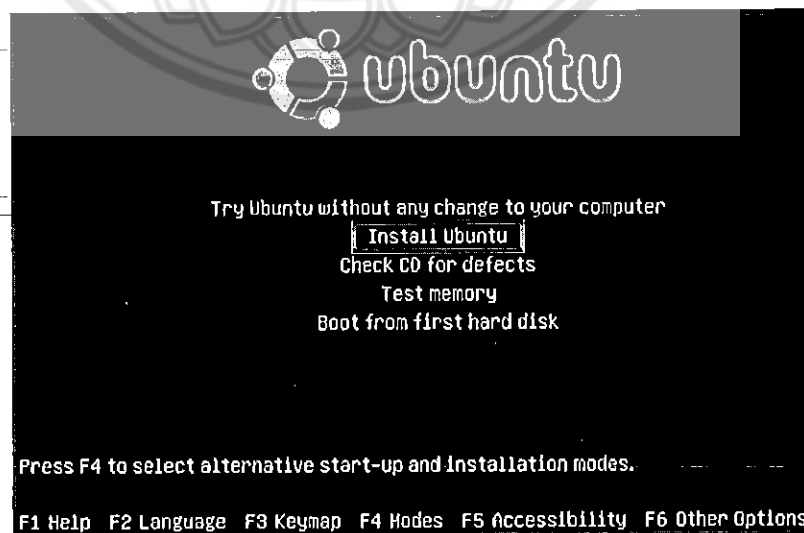 ubuntu
Try Ubuntu without any change to your computer
Install Ubuntu
Check CD for defects
Test memory
Boot from first hard disk
Press F4 to select alternative start-up and installation modes.
F1 Help F2 Language F3 Keymap F4 Modes F5 Accessibility F6 Other Options